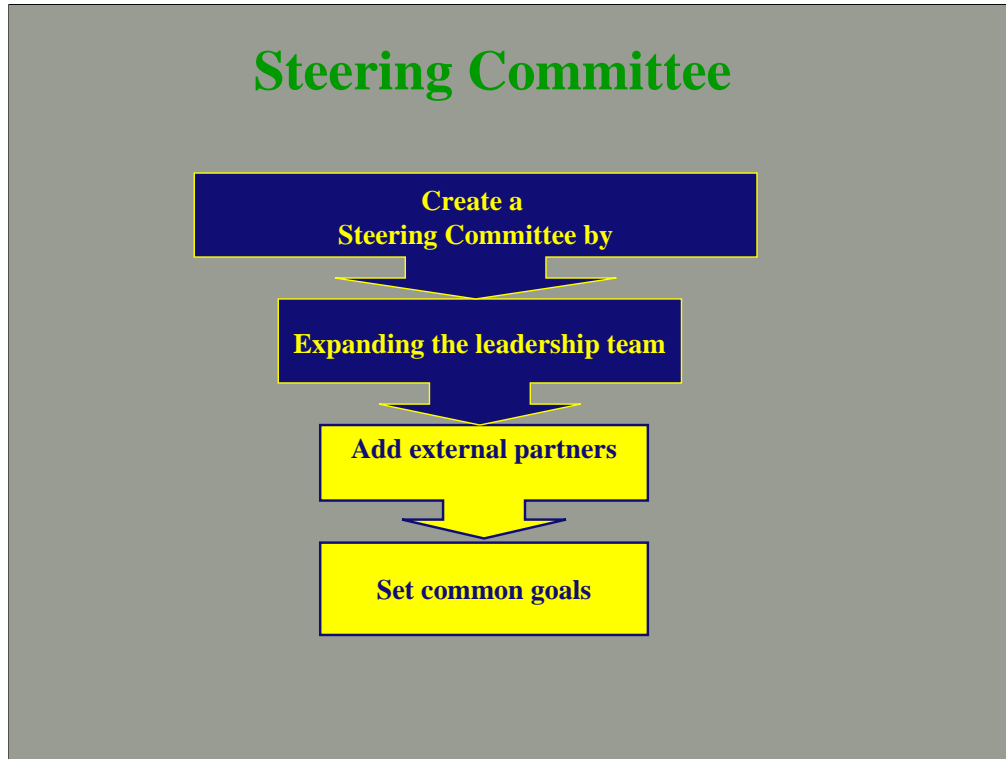 Steering Committee
Create a
Steering Committee by
Expanding the leadership team
Add external partners
Set common goals